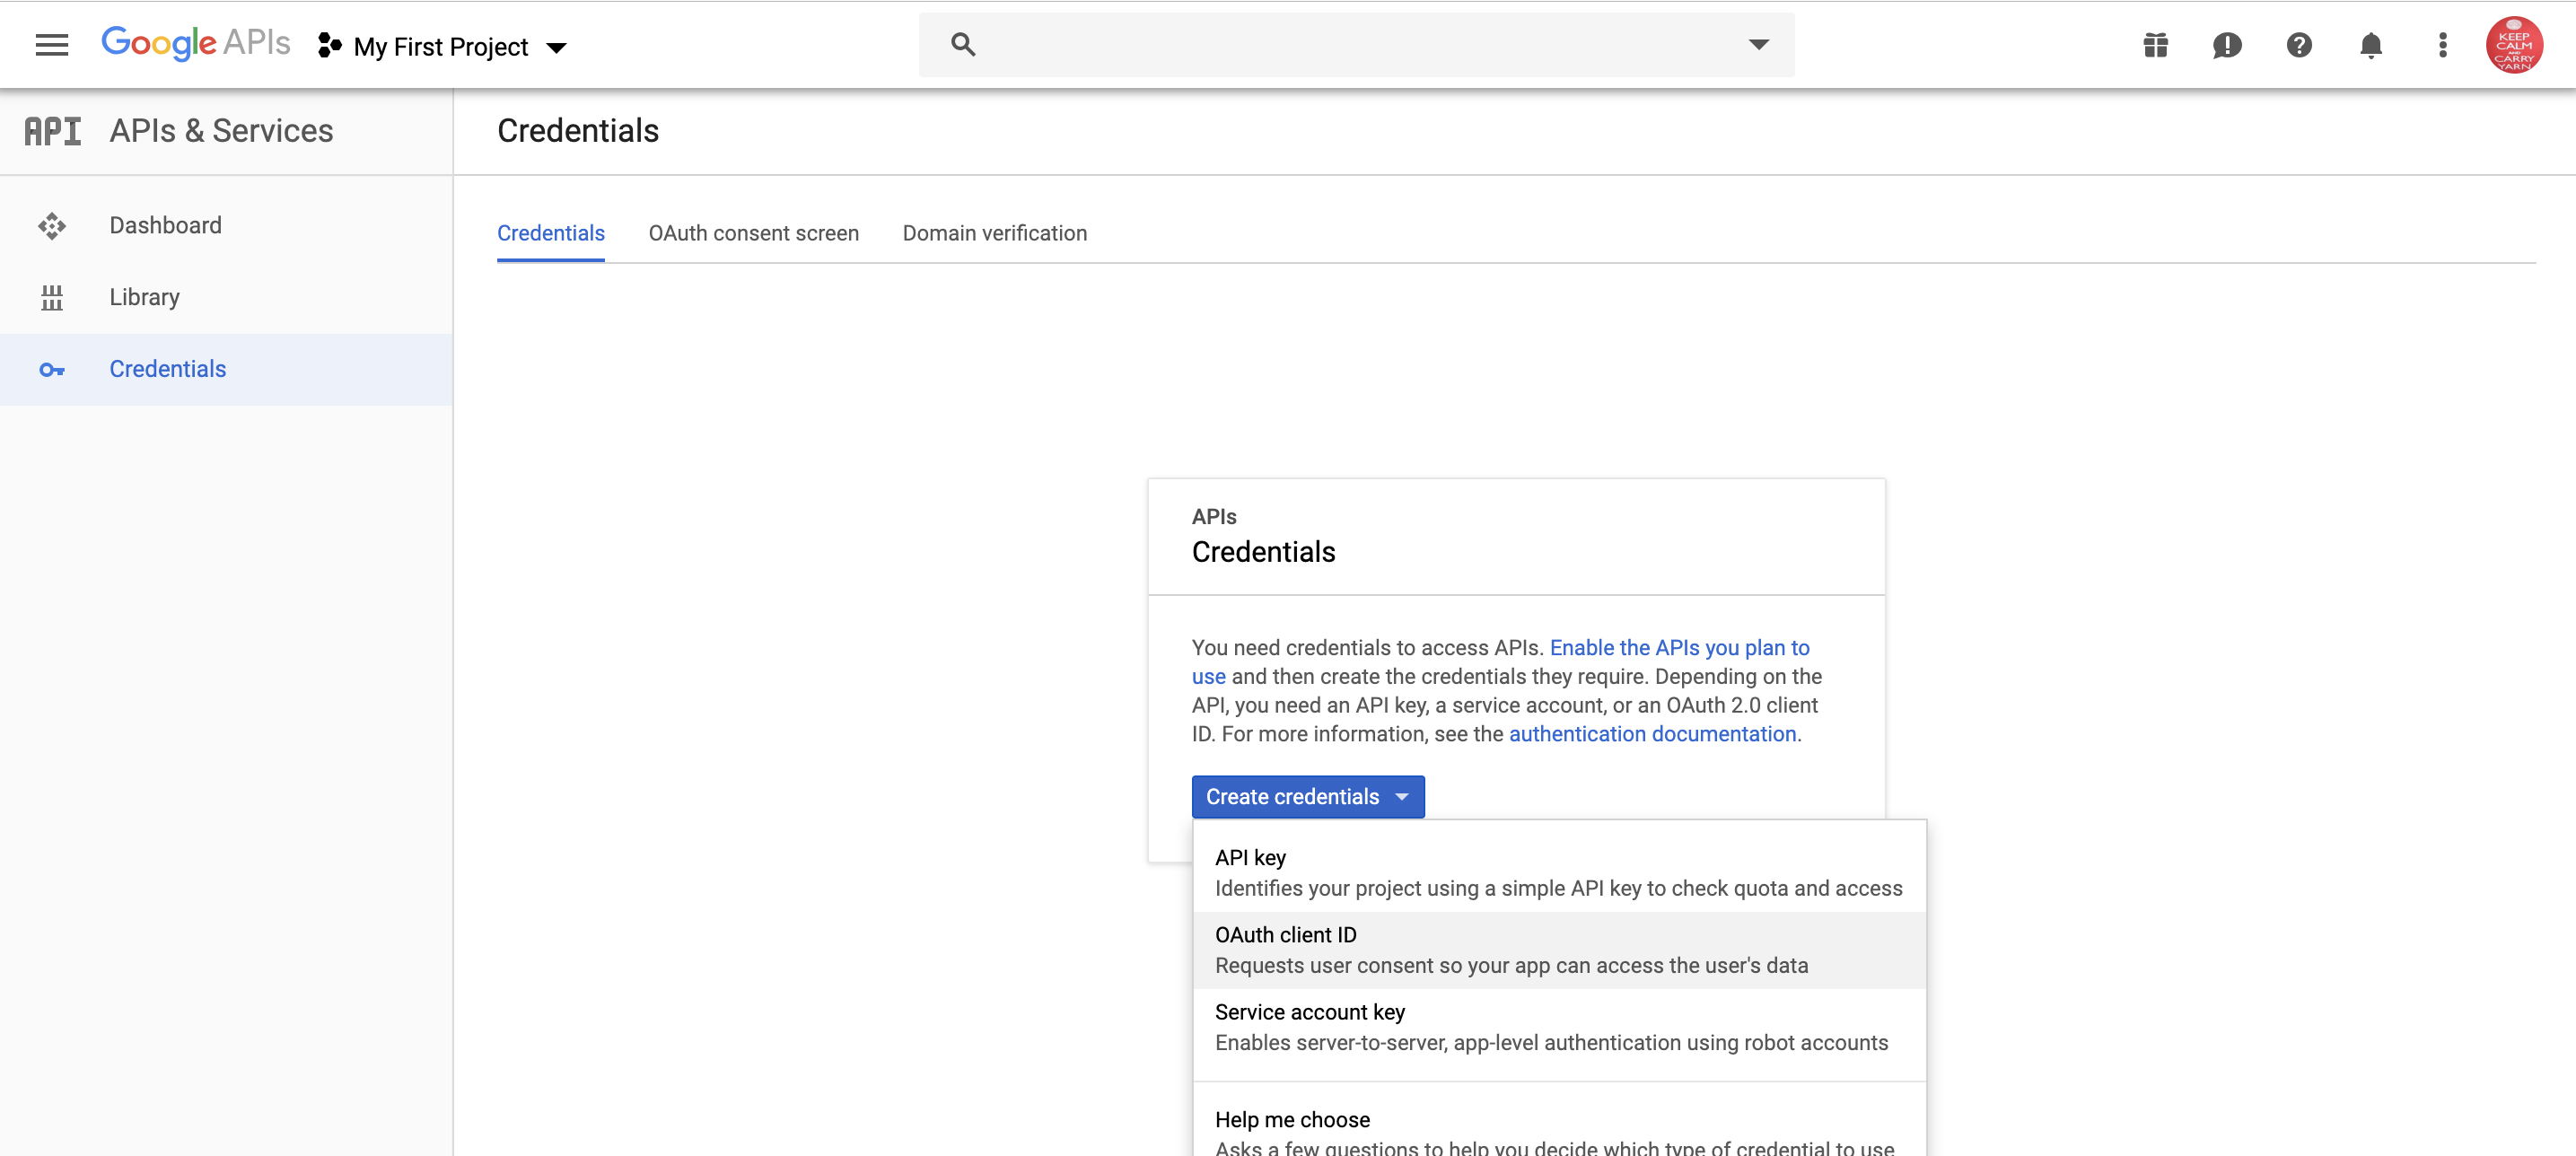 Google APIs
My First Project
KEEP
CALM
AND
CARRY
YARN
API APIs & Services
Credentials
Dashboard
Library
Credentials
Credentials OAuth consent screen Domain verification
APIs
Credentials
You need credentials to access APIs. Enable the APIs you plan to
use and then create the credentials they require. Depending on the
API, you need an API key, a service account, or an OAuth 2.0 client
ID. For more information, see the authentication documentation.
Create credentials
API key
Identifies your project using a simple API key to check quota and access
OAuth client ID
Requests user consent so your app can access the user's data
Service account key
Enables server-to-server, app-level authentication using robot accounts
Help me choose
Asks a few questions to help you decide which type of credential to use